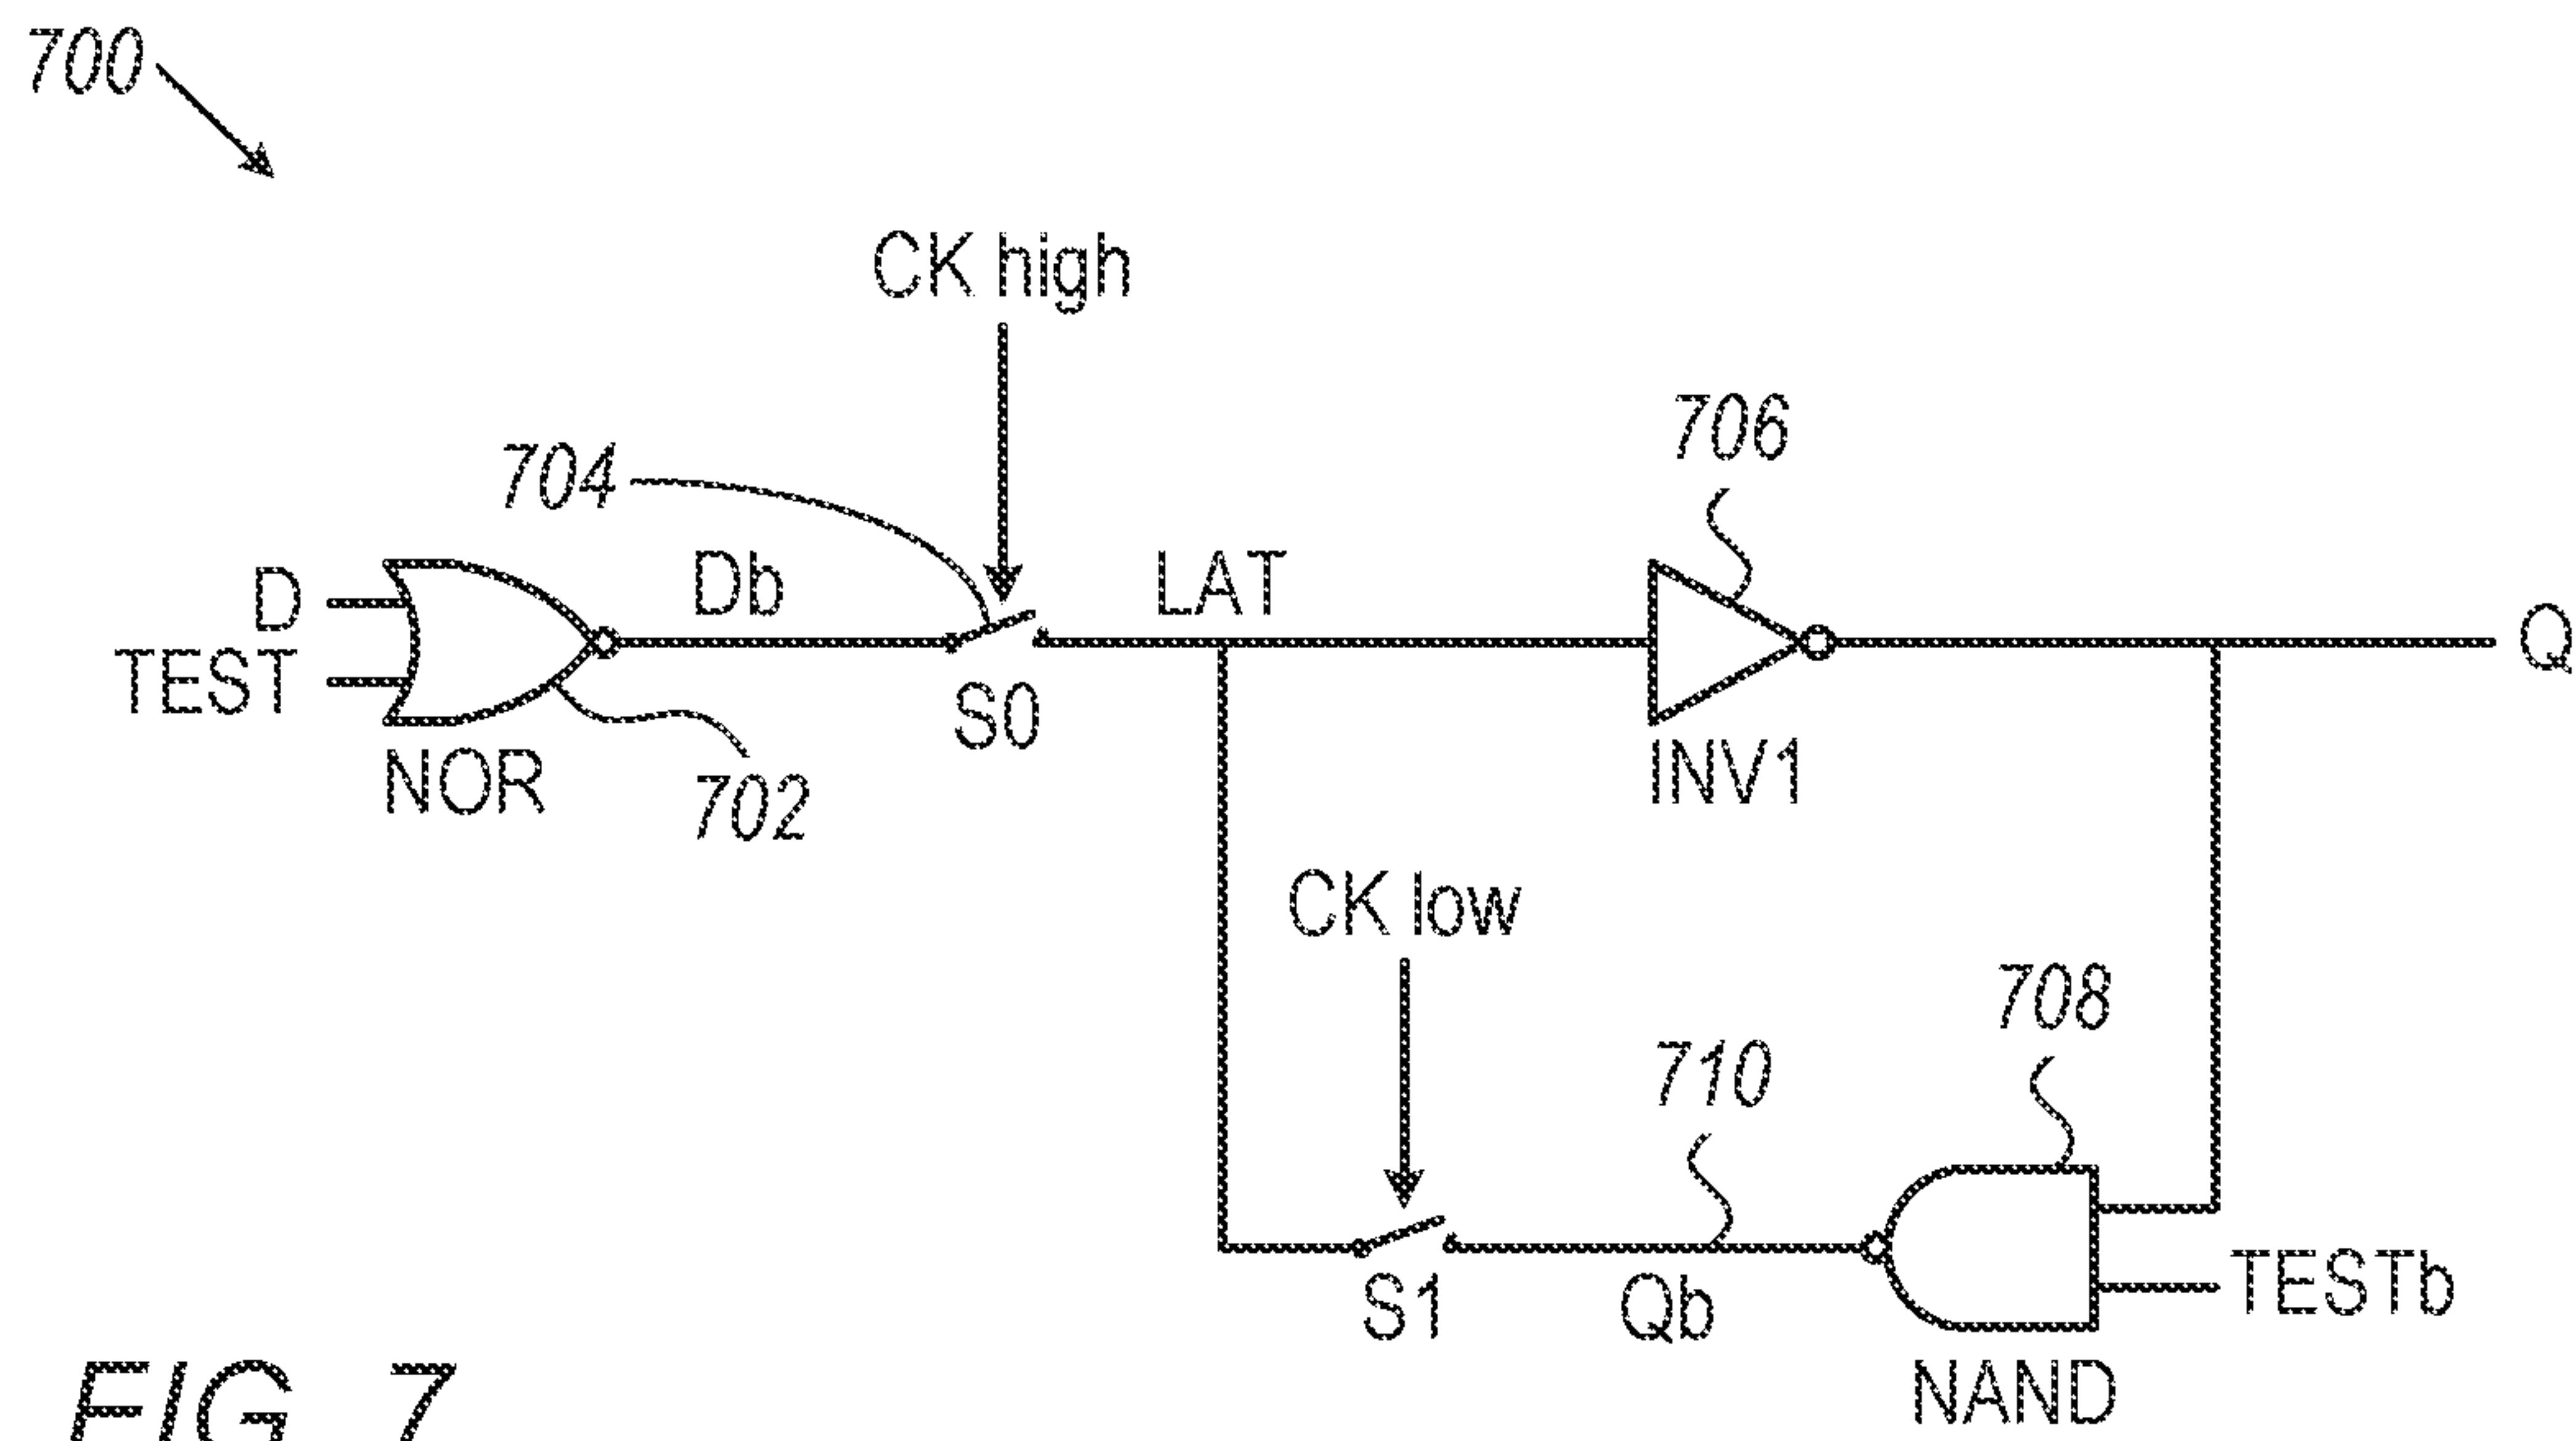 700
CK high
706
704
D
Db
LAT
Q
TEST
S0
NOR
702
INV1
CK low
708
710
S1
Qb
TESTb
NAND
FIG. 7